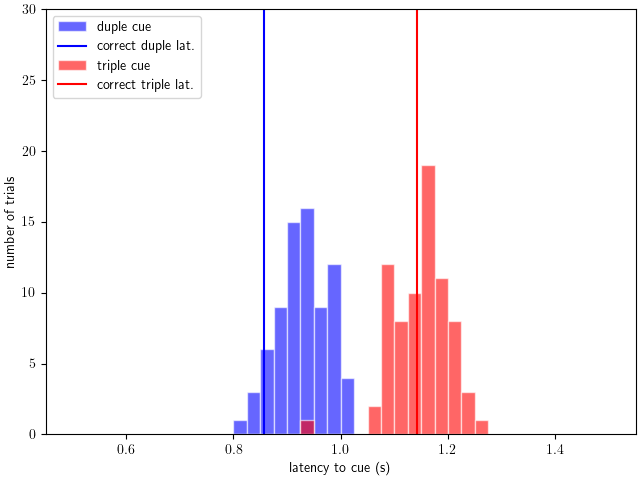 30
25
20
15
10
5
0
number of trials
duple cue
correct duple lat.
triple cue
correct triple lat.
0.6 0.8 1.0 1.2 1.4
latency to cue (s)